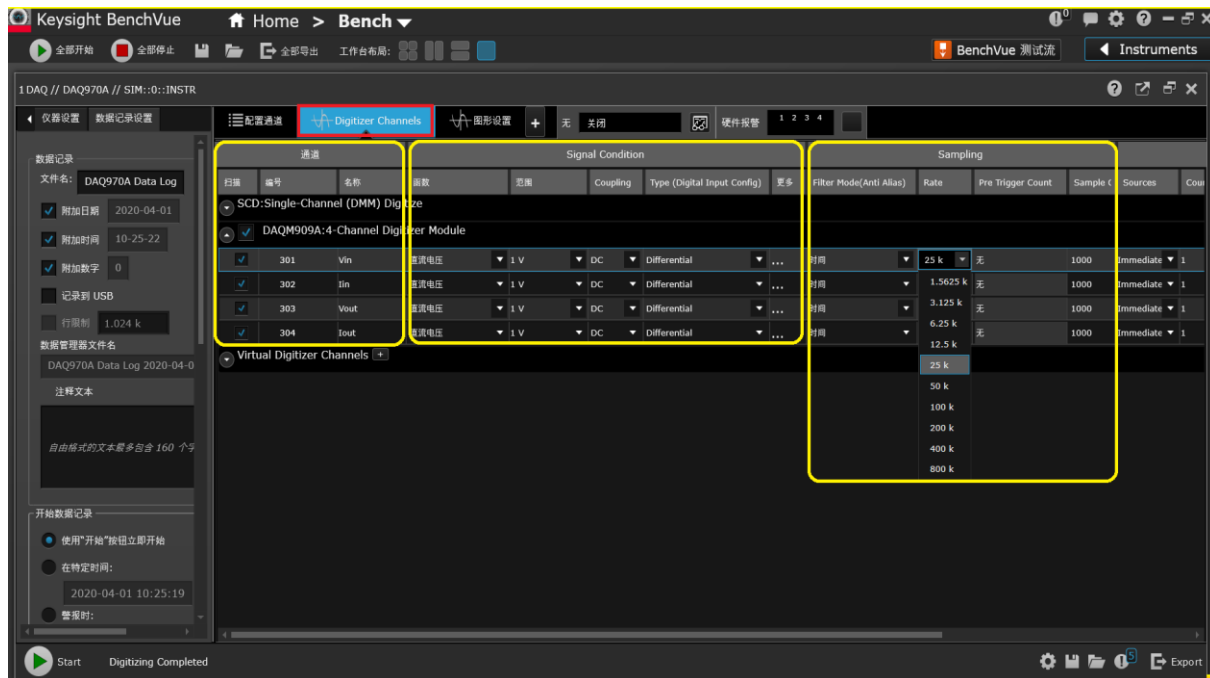 Keysight BenchVue Home > Bench
全部开始 全部停止 全部导出 工作台布局: BenchVue 测试流 Instruments
1 DAQ // DAQ970A // SIM::0::INSTR
仪器设置 数据记录设置 配置通道 Digitizer Channels 图形设置 + 无 关闭 硬件报警 1 2 3 4
数据记录
文件名: DAQ970A Data Log
附加日期 2020-04-01
附加时间 10-25-22
附加数字 0
记录到 USB
行限制 1.024 k
数据管理器文件名
DAQ970A Data Log 2020-04-0
注释文本
自由格式的文本最多包含 160 个字
开始数据记录
使用"开始"按钮立即开始
在特定时间:
2020-04-01 10:25:19
警报时:
通道 Signal Condition Sampling
扫描 编号 名称 函数 范围 Coupling Type (Digital Input Config) 更多 Filter Mode(Anti Alias) Rate Pre Trigger Count Sample C Sources Cou
SCD:Single-Channel (DMM) Digitize
DAQM909A:4-Channel Digitizer Module
301 Vin 直流电压 1 V DC Differential ... 时间 25 k 无 1000 Immediate 1
302 Iin 直流电压 1 V DC Differential ... 时间 无 1000 Immediate 1
303 Vout 直流电压 1 V DC Differential ... 时间 无 1000 Immediate 1
304 Iout 直流电压 1 V DC Differential ... 时间 无 1000 Immediate 1
Virtual Digitizer Channels +
1.5625 k
3.125 k
6.25 k
12.5 k
25 k
50 k
100 k
200 k
400 k
800 k
Start Digitizing Completed 5 Export